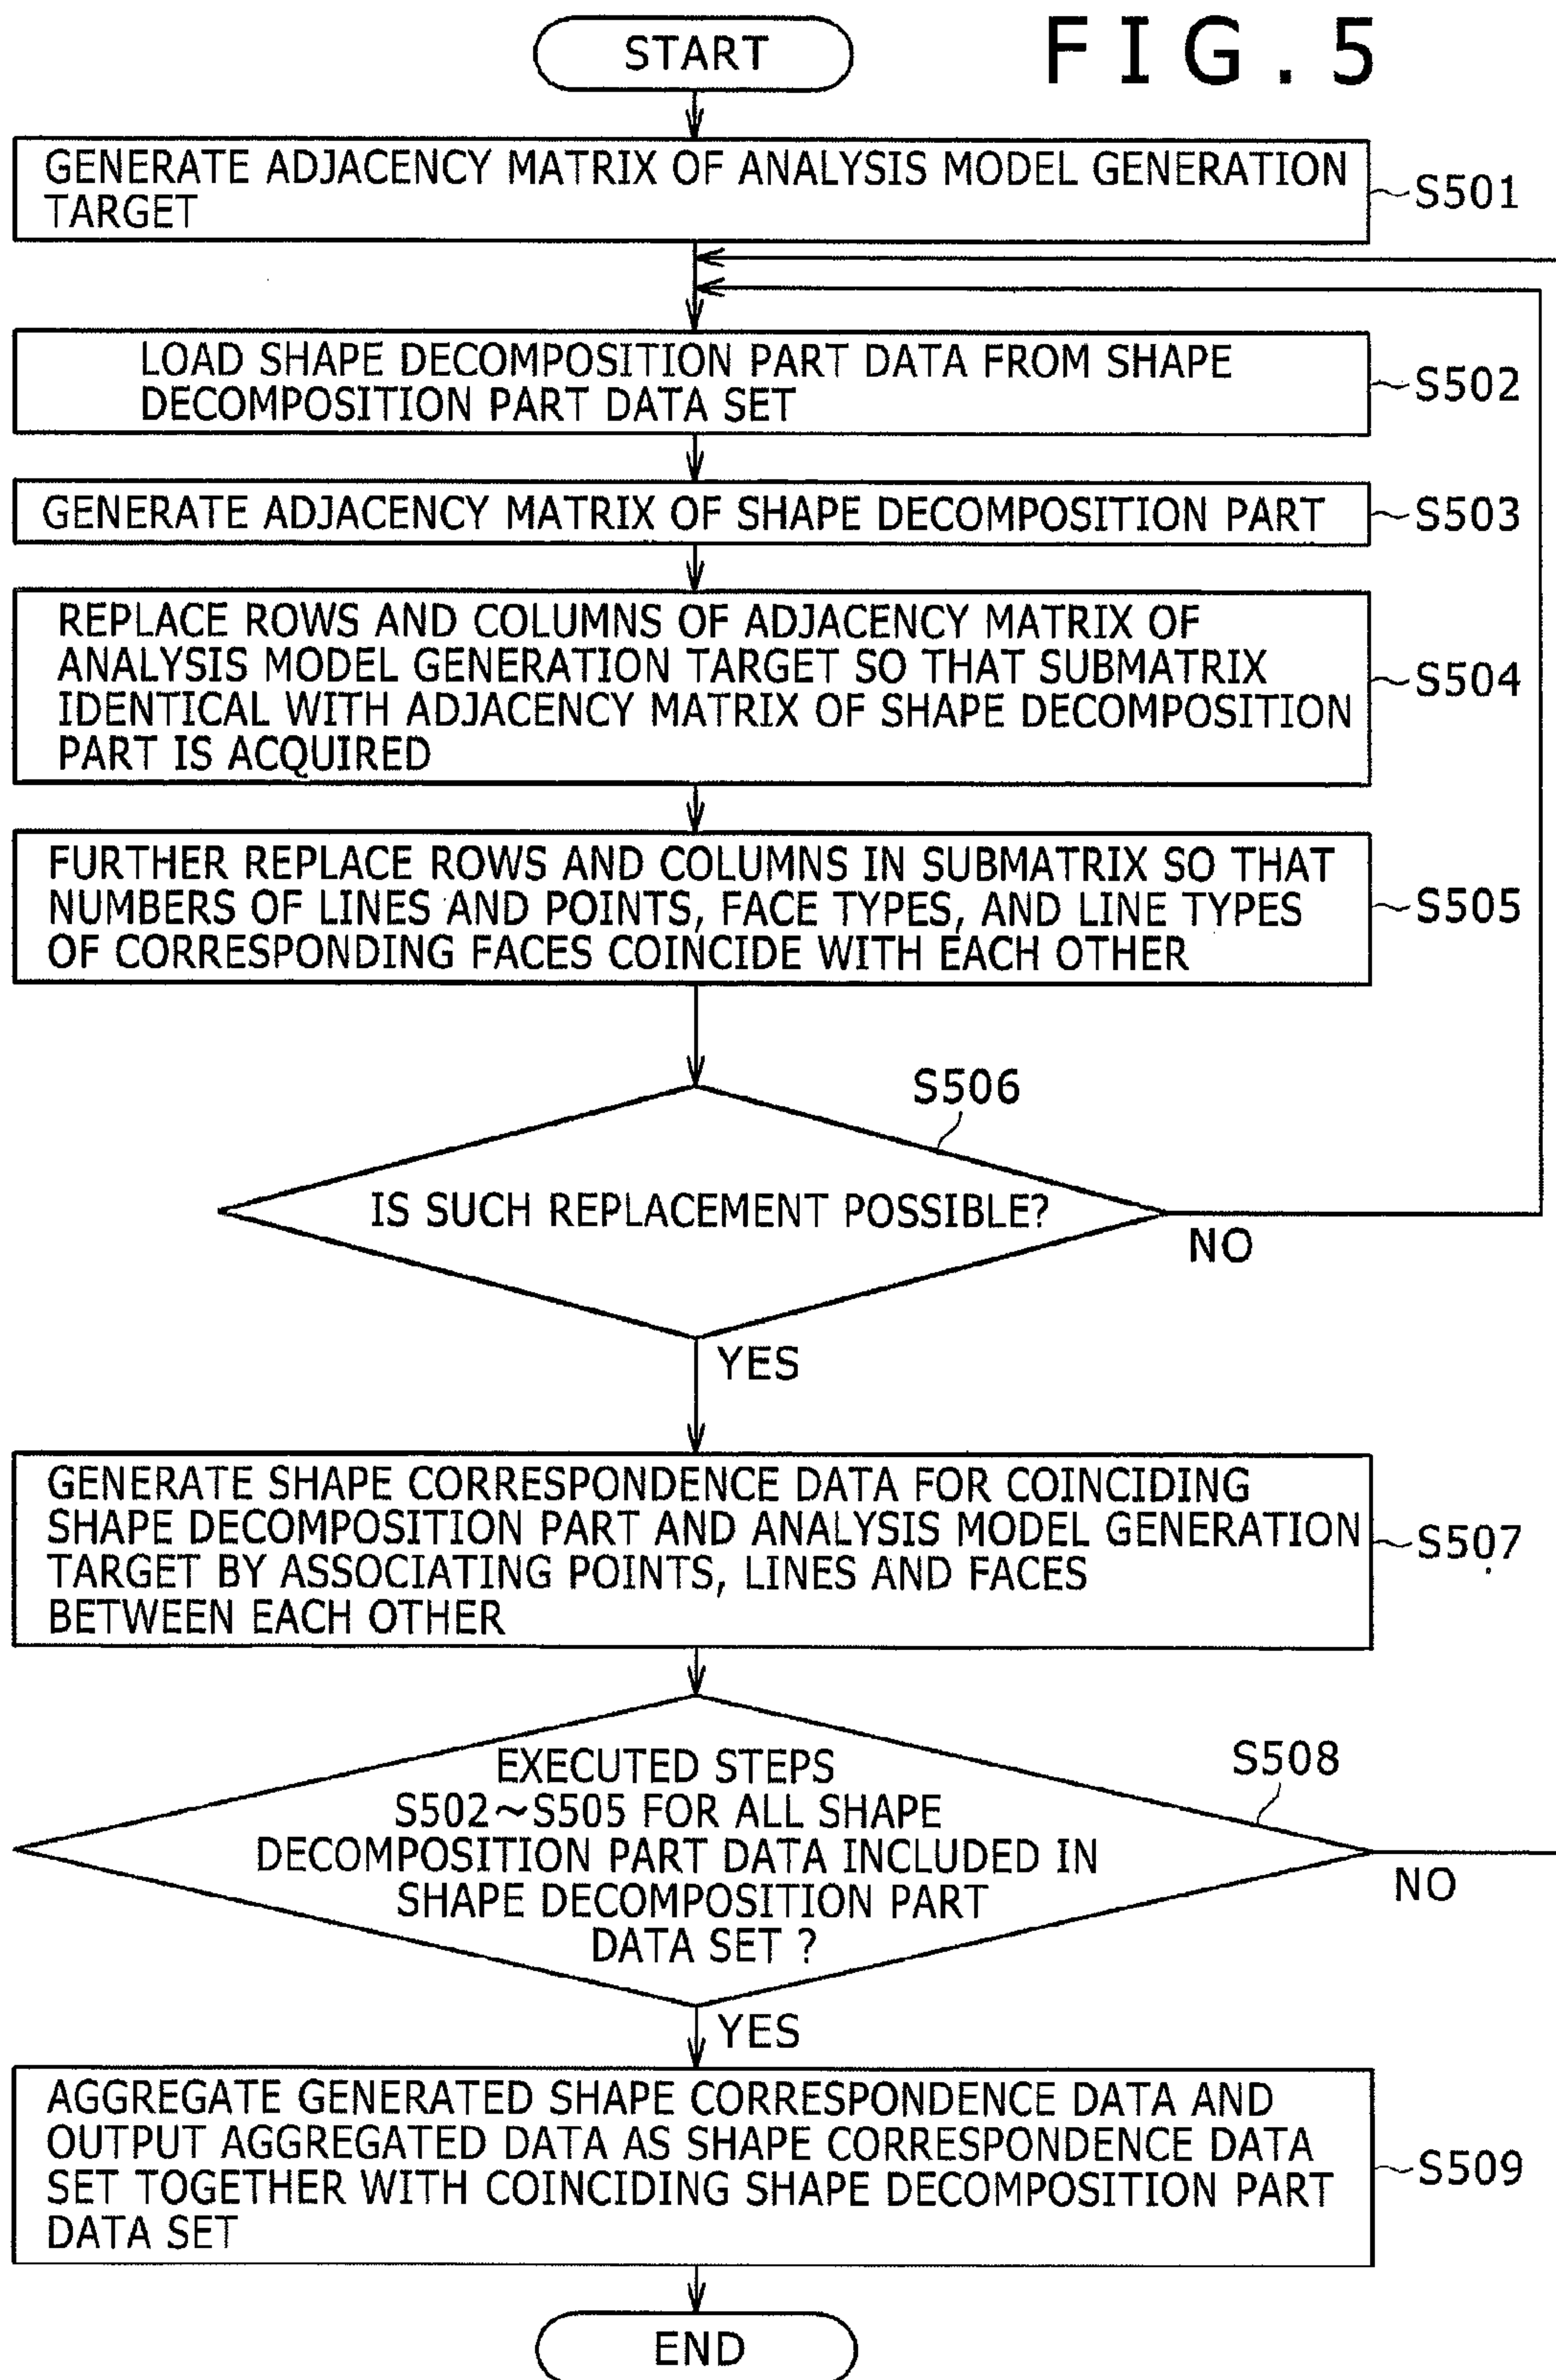 START
FIG.5
GENERATE ADJACENCY MATRIX OF ANALYSIS MODEL GENERATION
TARGET
S501
LOAD SHAPE DECOMPOSITION PART DATA FROM SHAPE
DECOMPOSITION PART DATA SET
S502
GENERATE ADJACENCY MATRIX OF SHAPE DECOMPOSITION PART
S503
REPLACE ROWS AND COLUMNS OF ADJACENCY MATRIX OF
ANALYSIS MODEL GENERATION TARGET SO THAT SUBMATRIX
IDENTICAL WITH ADJACENCY MATRIX OF SHAPE DECOMPOSITION
PART IS ACQUIRED
S504
FURTHER REPLACE ROWS AND COLUMNS IN SUBMATRIX SO THAT
NUMBERS OF LINES AND POINTS, FACE TYPES, AND LINE TYPES
OF CORRESPONDING FACES COINCIDE WITH EACH OTHER
S505
S506
IS SUCH REPLACEMENT POSSIBLE?
NO
YES
GENERATE SHAPE CORRESPONDENCE DATA FOR COINCIDING
SHAPE DECOMPOSITION PART AND ANALYSIS MODEL GENERATION
TARGET BY ASSOCIATING POINTS, LINES AND FACES
BETWEEN EACH OTHER
S507
EXECUTED STEPS
S502~S505 FOR ALL SHAPE
DECOMPOSITION PART DATA INCLUDED IN
SHAPE DECOMPOSITION PART
DATA SET ?
S508
NO
YES
AGGREGATE GENERATED SHAPE CORRESPONDENCE DATA AND
OUTPUT AGGREGATED DATA AS SHAPE CORRESPONDENCE DATA
SET TOGETHER WITH COINCIDING SHAPE DECOMPOSITION PART
DATA SET
S509
END